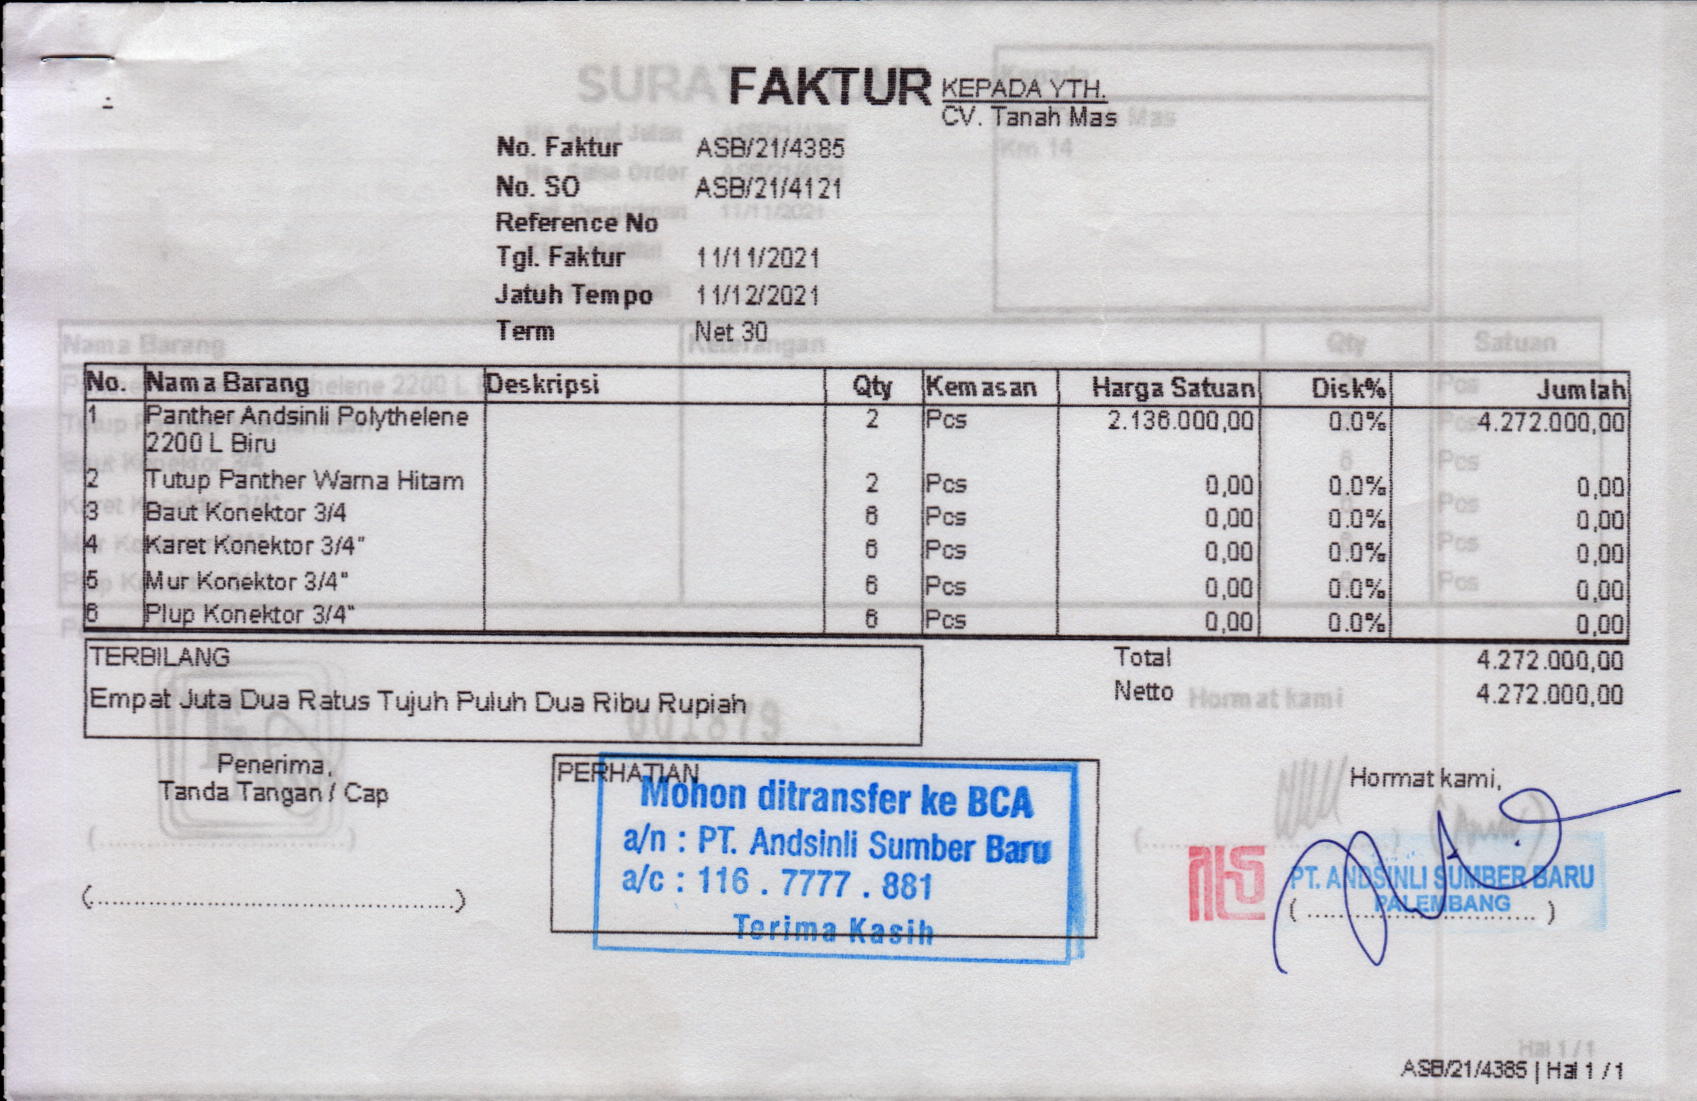 FAKTUR
KEPADA YTH.
CV. Tanah Mas
No. Faktur ASB/21/4385
No. SO ASB/21/4121
Reference No
Tgl. Faktur 11/11/2021
Jatuh Tempo 11/12/2021
Term Net 30
No. Nama Barang Deskripsi Qty Kemasan Harga Satuan Disk% Jumlah
1 Panther Andsinli Polythelene 2 Pcs 2.136.000,00 0.0% 4.272.000,00
2200 L Biru
2 Tutup Panther Warna Hitam 2 Pcs 0,00 0.0% 0,00
3 Baut Konektor 3/4 6 Pcs 0,00 0.0% 0,00
4 Karet Konektor 3/4" 6 Pcs 0,00 0.0% 0,00
5 Mur Konektor 3/4" 6 Pcs 0,00 0.0% 0,00
6 Plup Konektor 3/4" 6 Pcs 0,00 0.0% 0,00
TERBILANG
Empat Juta Dua Ratus Tujuh Puluh Dua Ribu Rupiah
Total 4.272.000,00
Netto 4.272.000,00
Penerima,
Tanda Tangan / Cap
(..........................................)
PERHATIAN
Mohon ditransfer ke BCA
a/n : PT. Andsinli Sumber Baru
a/c : 116 . 7777 . 881
Terima Kasih
Hormat kami,
PT. ANDSINLI SUMBER BARU
PALEMBANG
( ............................ )
ASB/21/4385 | Hal 1 / 1